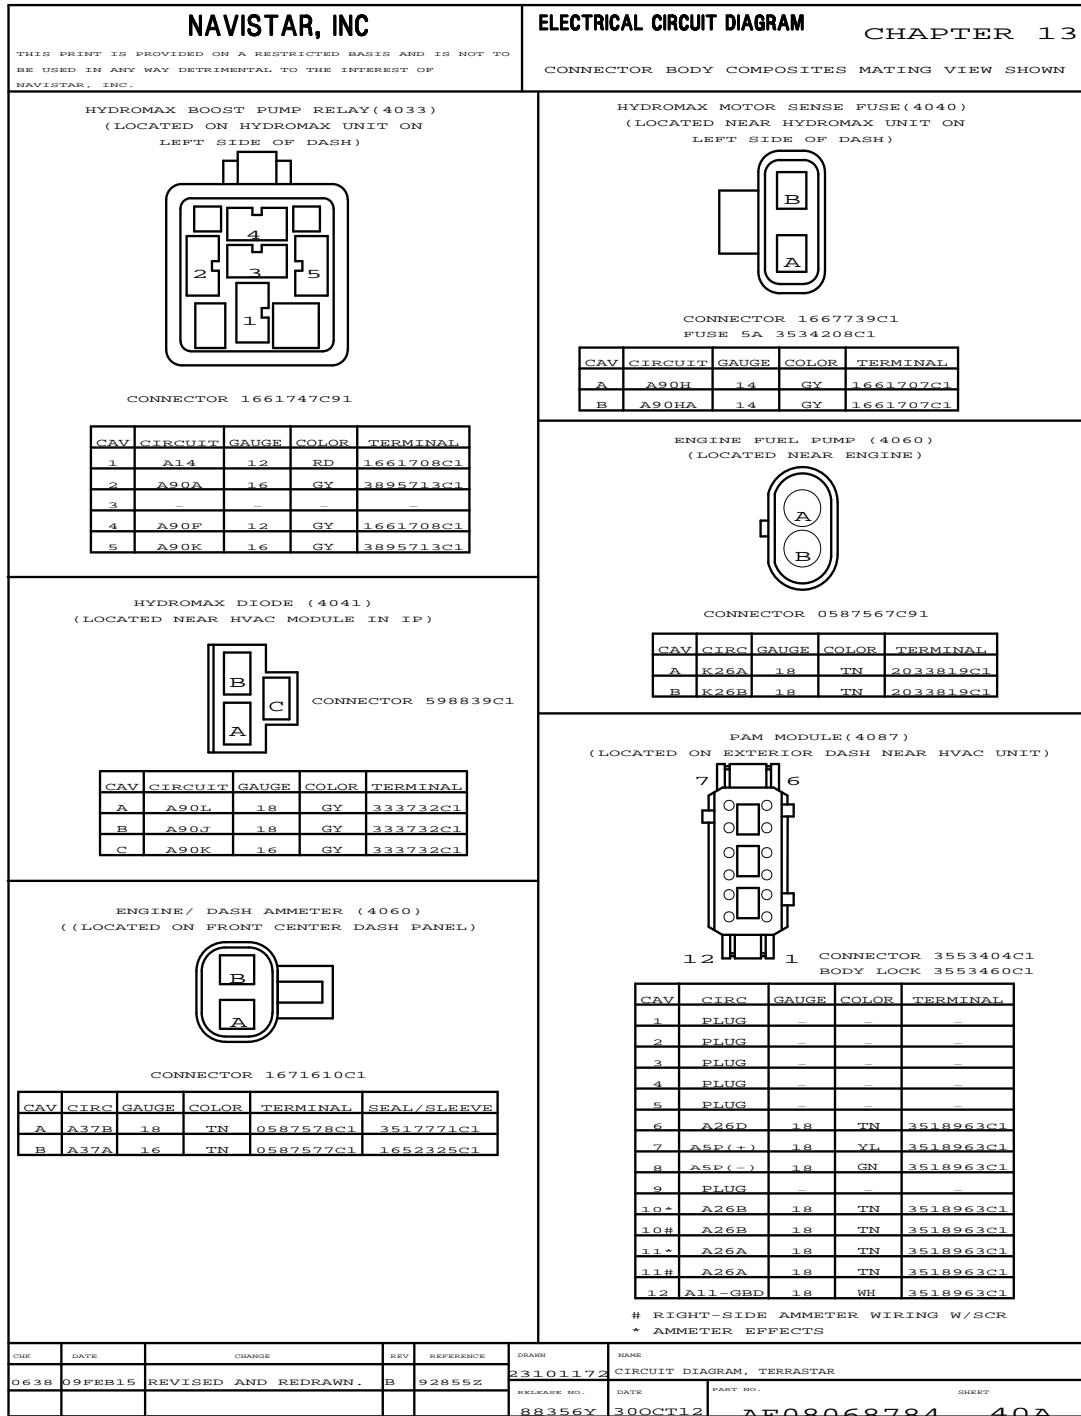 NAVISTAR, INC
THIS PRINT IS PROVIDED ON A RESTRICTED BASIS AND IS NOT TO
BE USED IN ANY WAY DETRIMENTAL TO THE INTEREST OF
NAVISTAR, INC.
ELECTRICAL CIRCUIT DIAGRAM
CHAPTER 13
CONNECTOR BODY COMPOSITES MATING VIEW SHOWN
HYDROMAX BOOST PUMP RELAY(4033)
(LOCATED ON HYDROMAX UNIT ON
LEFT SIDE OF DASH)
4
2 3 5
1
CONNECTOR 1661747C91
CAV CIRCUIT GAUGE COLOR TERMINAL
1 A14 12 RD 1661708C1
2 A90A 16 GY 3895713C1
3 - - - -
4 A90F 12 GY 1661708C1
5 A90K 16 GY 3895713C1
HYDROMAX DIODE (4041)
(LOCATED NEAR HVAC MODULE IN IP)
B
C
A
CONNECTOR 598839C1
CAV CIRCUIT GAUGE COLOR TERMINAL
A A90L 18 GY 333732C1
B A90J 18 GY 333732C1
C A90K 16 GY 333732C1
ENGINE/ DASH AMMETER (4060)
((LOCATED ON FRONT CENTER DASH PANEL)
B
A
CONNECTOR 1671610C1
CAV CIRC GAUGE COLOR TERMINAL SEAL/SLEEVE
A A37B 18 TN 0587578C1 3517771C1
B A37A 16 TN 0587577C1 1652325C1
HYDROMAX MOTOR SENSE FUSE(4040)
(LOCATED NEAR HYDROMAX UNIT ON
LEFT SIDE OF DASH)
B
A
CONNECTOR 1667739C1
FUSE 5A 3534208C1
CAV CIRCUIT GAUGE COLOR TERMINAL
A A90H 14 GY 1661707C1
B A90HA 14 GY 1661707C1
ENGINE FUEL PUMP (4060)
(LOCATED NEAR ENGINE)
A
B
CONNECTOR 0587567C91
CAV CIRC GAUGE COLOR TERMINAL
A K26A 18 TN 2033819C1
B K26B 18 TN 2033819C1
PAM MODULE(4087)
(LOCATED ON EXTERIOR DASH NEAR HVAC UNIT)
7 6
12 1
CONNECTOR 3553404C1
BODY LOCK 3553460C1
CAV CIRC GAUGE COLOR TERMINAL
1 PLUG - - -
2 PLUG - - -
3 PLUG - - -
4 PLUG - - -
5 PLUG - - -
6 A26D 18 TN 3518963C1
7 A5P(+) 18 YL 3518963C1
8 A5P(-) 18 GN 3518963C1
9 PLUG - - -
10* A26B 18 TN 3518963C1
10# A26B 18 TN 3518963C1
11* A26A 18 TN 3518963C1
11# A26A 18 TN 3518963C1
12 A11-GBD 18 WH 3518963C1
# RIGHT-SIDE AMMETER WIRING W/SCR
* AMMETER EFFECTS
CHK DATE CHANGE REV REFERENCE
0638 09FEB15 REVISED AND REDRAWN. B 92855Z
DRAWN NAME
23101172 CIRCUIT DIAGRAM, TERRASTAR
RELEASE NO. DATE PART NO. SHEET
88356Y 30OCT12 AF08068784 40A